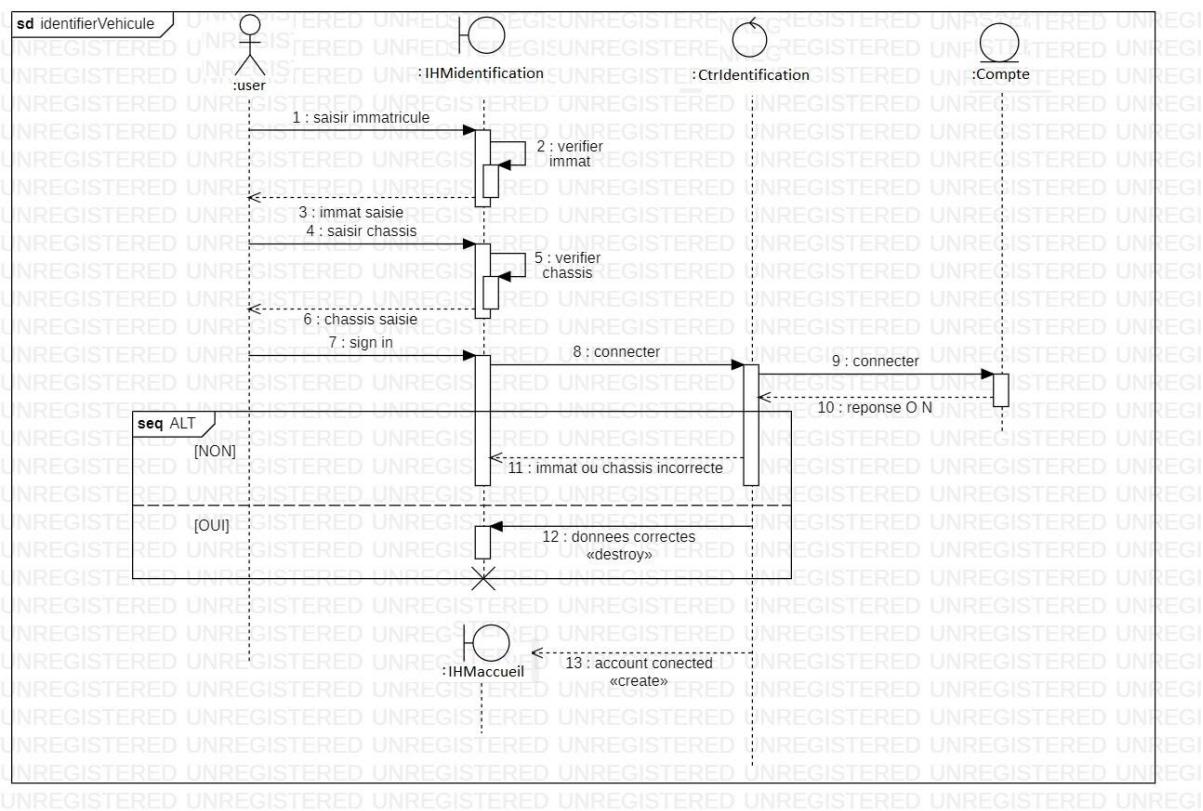 sd identifierVehicule
:user
:IHMidentification
:CtrIdentification
:Compte
1 : saisir immatricule
2 : verifier
immat
3 : immat saisie
4 : saisir chassis
5 : verifier
chassis
6 : chassis saisie
7 : sign in
8 : connecter
9 : connecter
10 : reponse O N
seq ALT
[NON]
11 : immat ou chassis incorrecte
[OUI]
12 : donnees correctes
«destroy»
:IHMaccueil
13 : account conected
«create»
UNREGISTERED